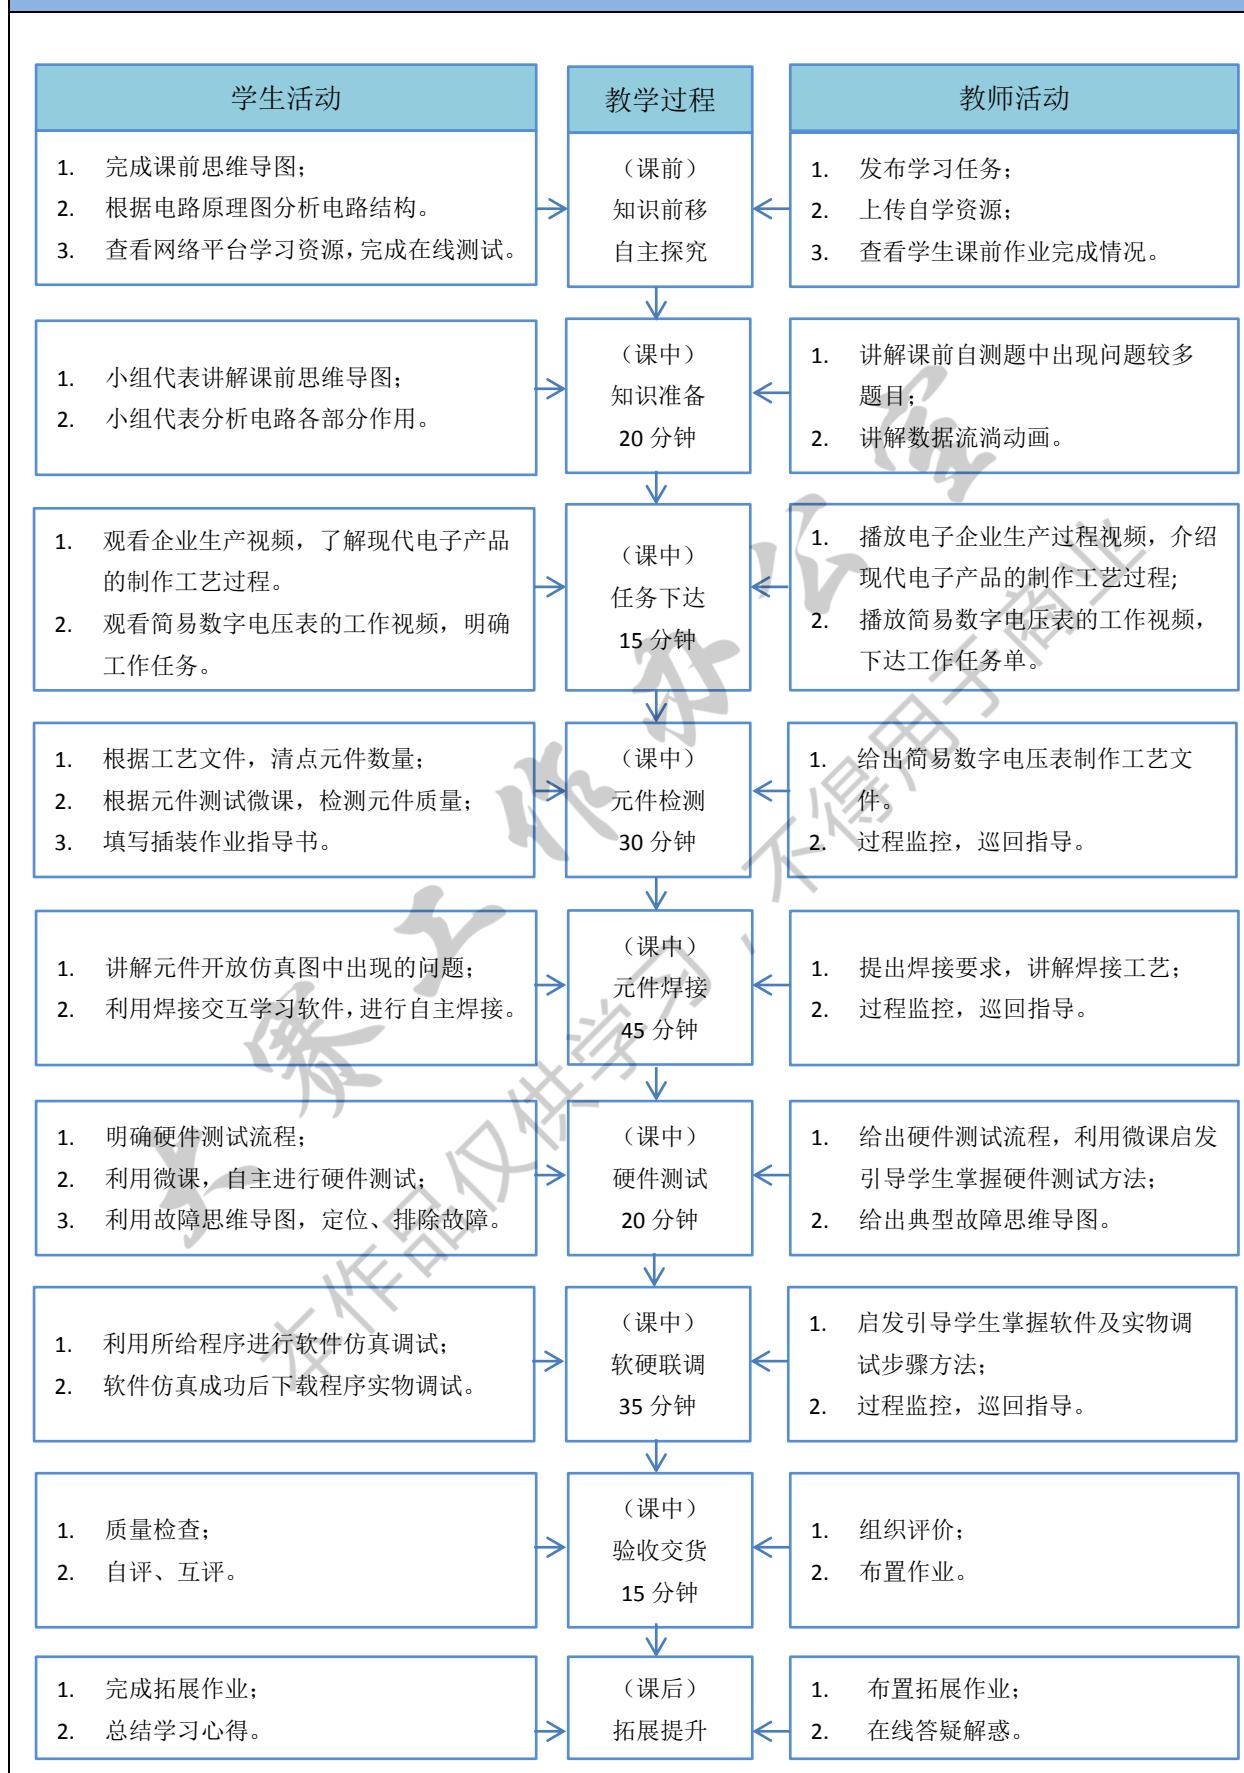 学生活动
教学过程
教师活动
1. 完成课前思维导图；
2. 根据电路原理图分析电路结构。
3. 查看网络平台学习资源，完成在线测试。
（课前）
知识前移
自主探究
1. 发布学习任务；
2. 上传自学资源；
3. 查看学生课前作业完成情况。
1. 小组代表讲解课前思维导图；
2. 小组代表分析电路各部分作用。
（课中）
知识准备
20 分钟
1. 讲解课前自测题中出现问题较多
题目；
2. 讲解数据流淌动画。
1. 观看企业生产视频，了解现代电子产品
的制作工艺过程。
2. 观看简易数字电压表的工作视频，明确
工作任务。
（课中）
任务下达
15 分钟
1. 播放电子企业生产过程视频，介绍
现代电子产品的制作工艺过程;
2. 播放简易数字电压表的工作视频，
下达工作任务单。
1. 根据工艺文件，清点元件数量；
2. 根据元件测试微课，检测元件质量；
3. 填写插装作业指导书。
（课中）
元件检测
30 分钟
1. 给出简易数字电压表制作工艺文
件。
2. 过程监控，巡回指导。
1. 讲解元件开放仿真图中出现的问题；
2. 利用焊接交互学习软件，进行自主焊接。
（课中）
元件焊接
45 分钟
1. 提出焊接要求，讲解焊接工艺；
2. 过程监控，巡回指导。
1. 明确硬件测试流程；
2. 利用微课，自主进行硬件测试；
3. 利用故障思维导图，定位、排除故障。
（课中）
硬件测试
20 分钟
1. 给出硬件测试流程，利用微课启发
引导学生掌握硬件测试方法；
2. 给出典型故障思维导图。
1. 利用所给程序进行软件仿真调试；
2. 软件仿真成功后下载程序实物调试。
（课中）
软硬联调
35 分钟
1. 启发引导学生掌握软件及实物调
试步骤方法；
2. 过程监控，巡回指导。
1. 质量检查；
2. 自评、互评。
（课中）
验收交货
15 分钟
1. 组织评价；
2. 布置作业。
1. 完成拓展作业；
2. 总结学习心得。
（课后）
拓展提升
1. 布置拓展作业；
2. 在线答疑解惑。
大赛工作办公室
本作品仅供学习，不得用于商业